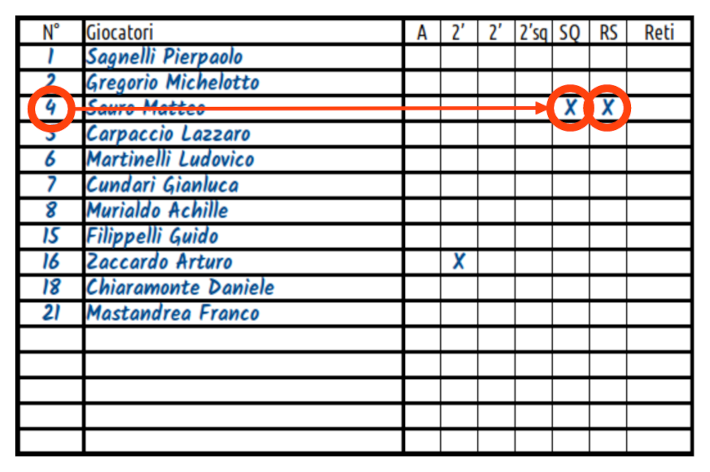 N° Giocatori A 2' 2' 2'sq SQ RS Reti
1 Sagnelli Pierpaolo
2 Gregorio Michelotto
4 Sauro Matteo X X
5 Carpaccio Lazzaro
6 Martinelli Ludovico
7 Cundari Gianluca
8 Murialdo Achille
15 Filippelli Guido
16 Zaccardo Arturo X
18 Chiaramonte Daniele
21 Mastandrea Franco